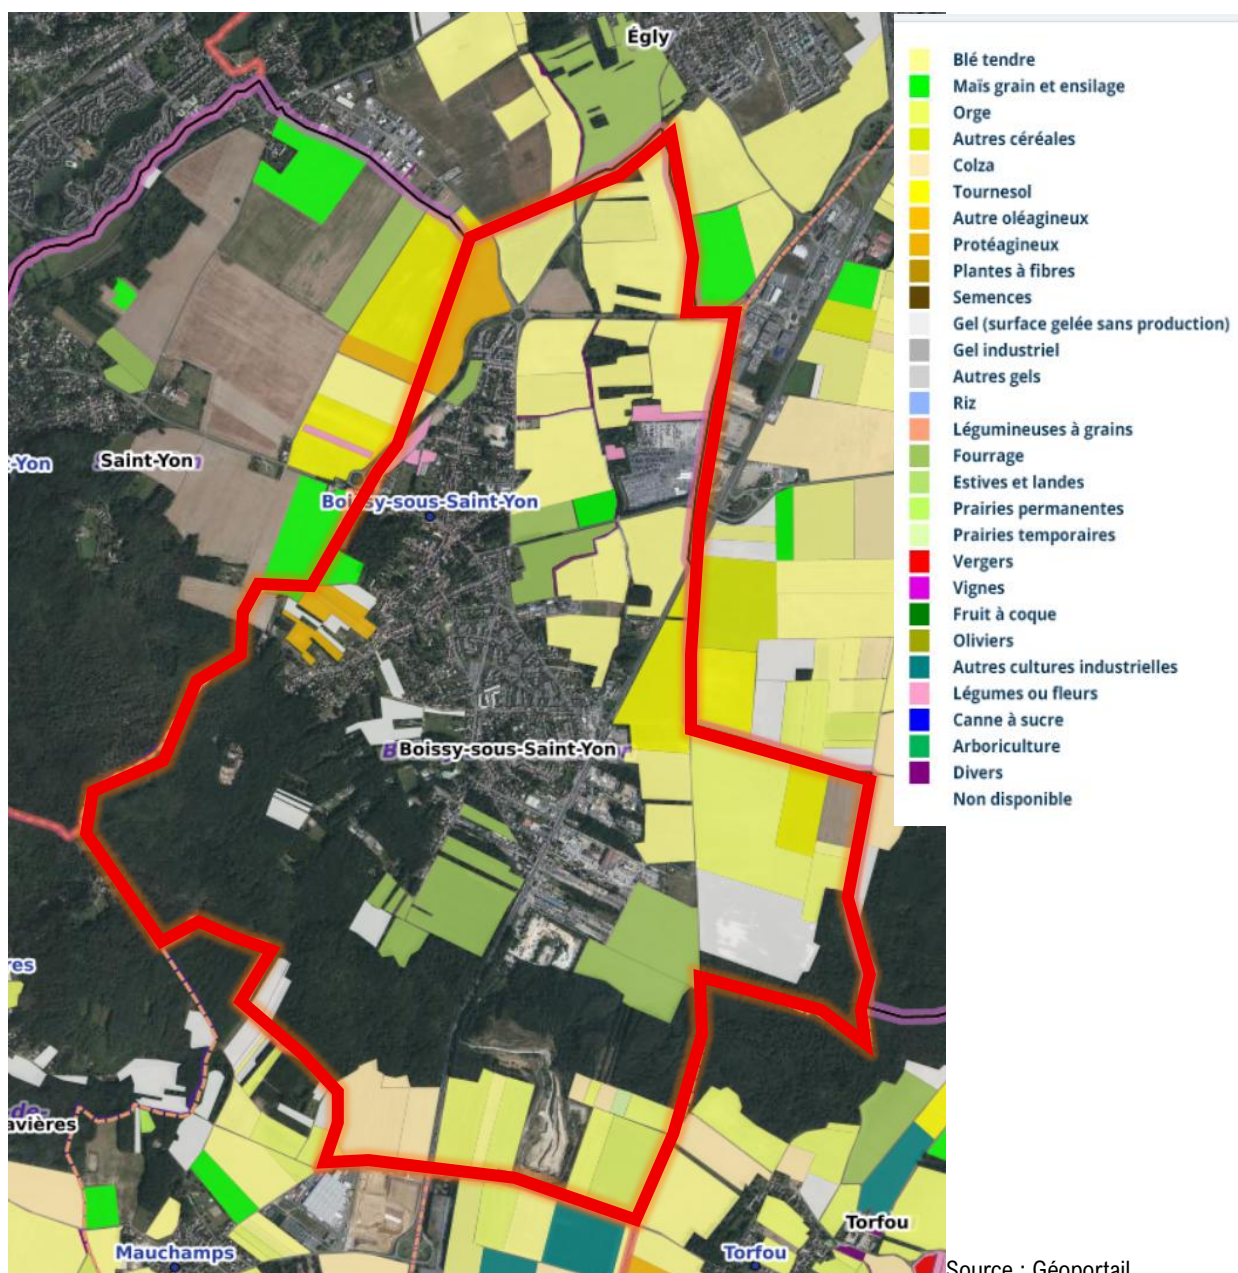 Égly
Saint-Yon
-Yon
Boissy-sous-Saint-Yon
Boissy-sous-Saint-Yon
res
-de-
avières
Mauchamps
Torfou
Torfou
Blé tendre
Maïs grain et ensilage
Orge
Autres céréales
Colza
Tournesol
Autre oléagineux
Protéagineux
Plantes à fibres
Semences
Gel (surface gelée sans production)
Gel industriel
Autres gels
Riz
Légumineuses à grains
Fourrage
Estives et landes
Prairies permanentes
Prairies temporaires
Vergers
Vignes
Fruit à coque
Oliviers
Autres cultures industrielles
Légumes ou fleurs
Canne à sucre
Arboriculture
Divers
Non disponible
Source : Géoportail